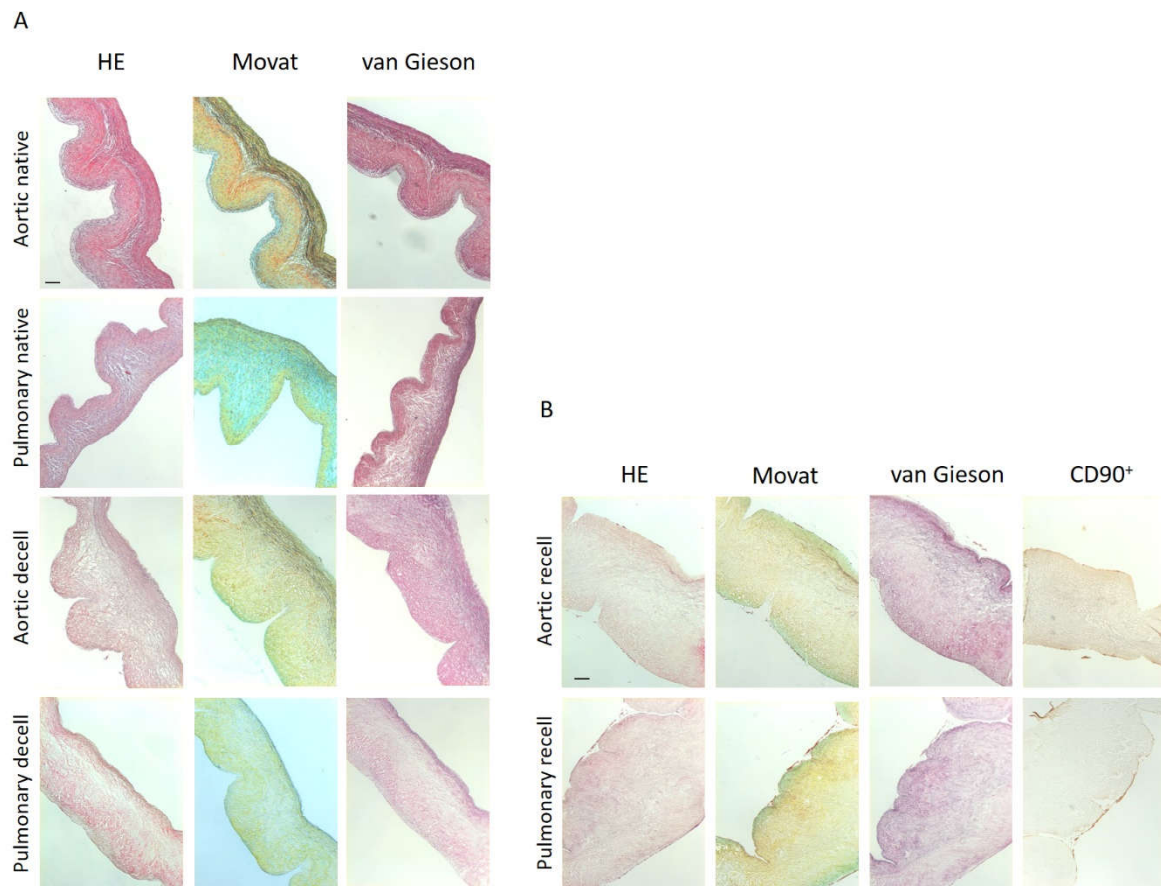 A
HE Movat van Gieson
Aortic native
Pulmonary native
Aortic decell
Pulmonary decell
B
HE Movat van Gieson CD90⁺
Aortic recell
Pulmonary recell